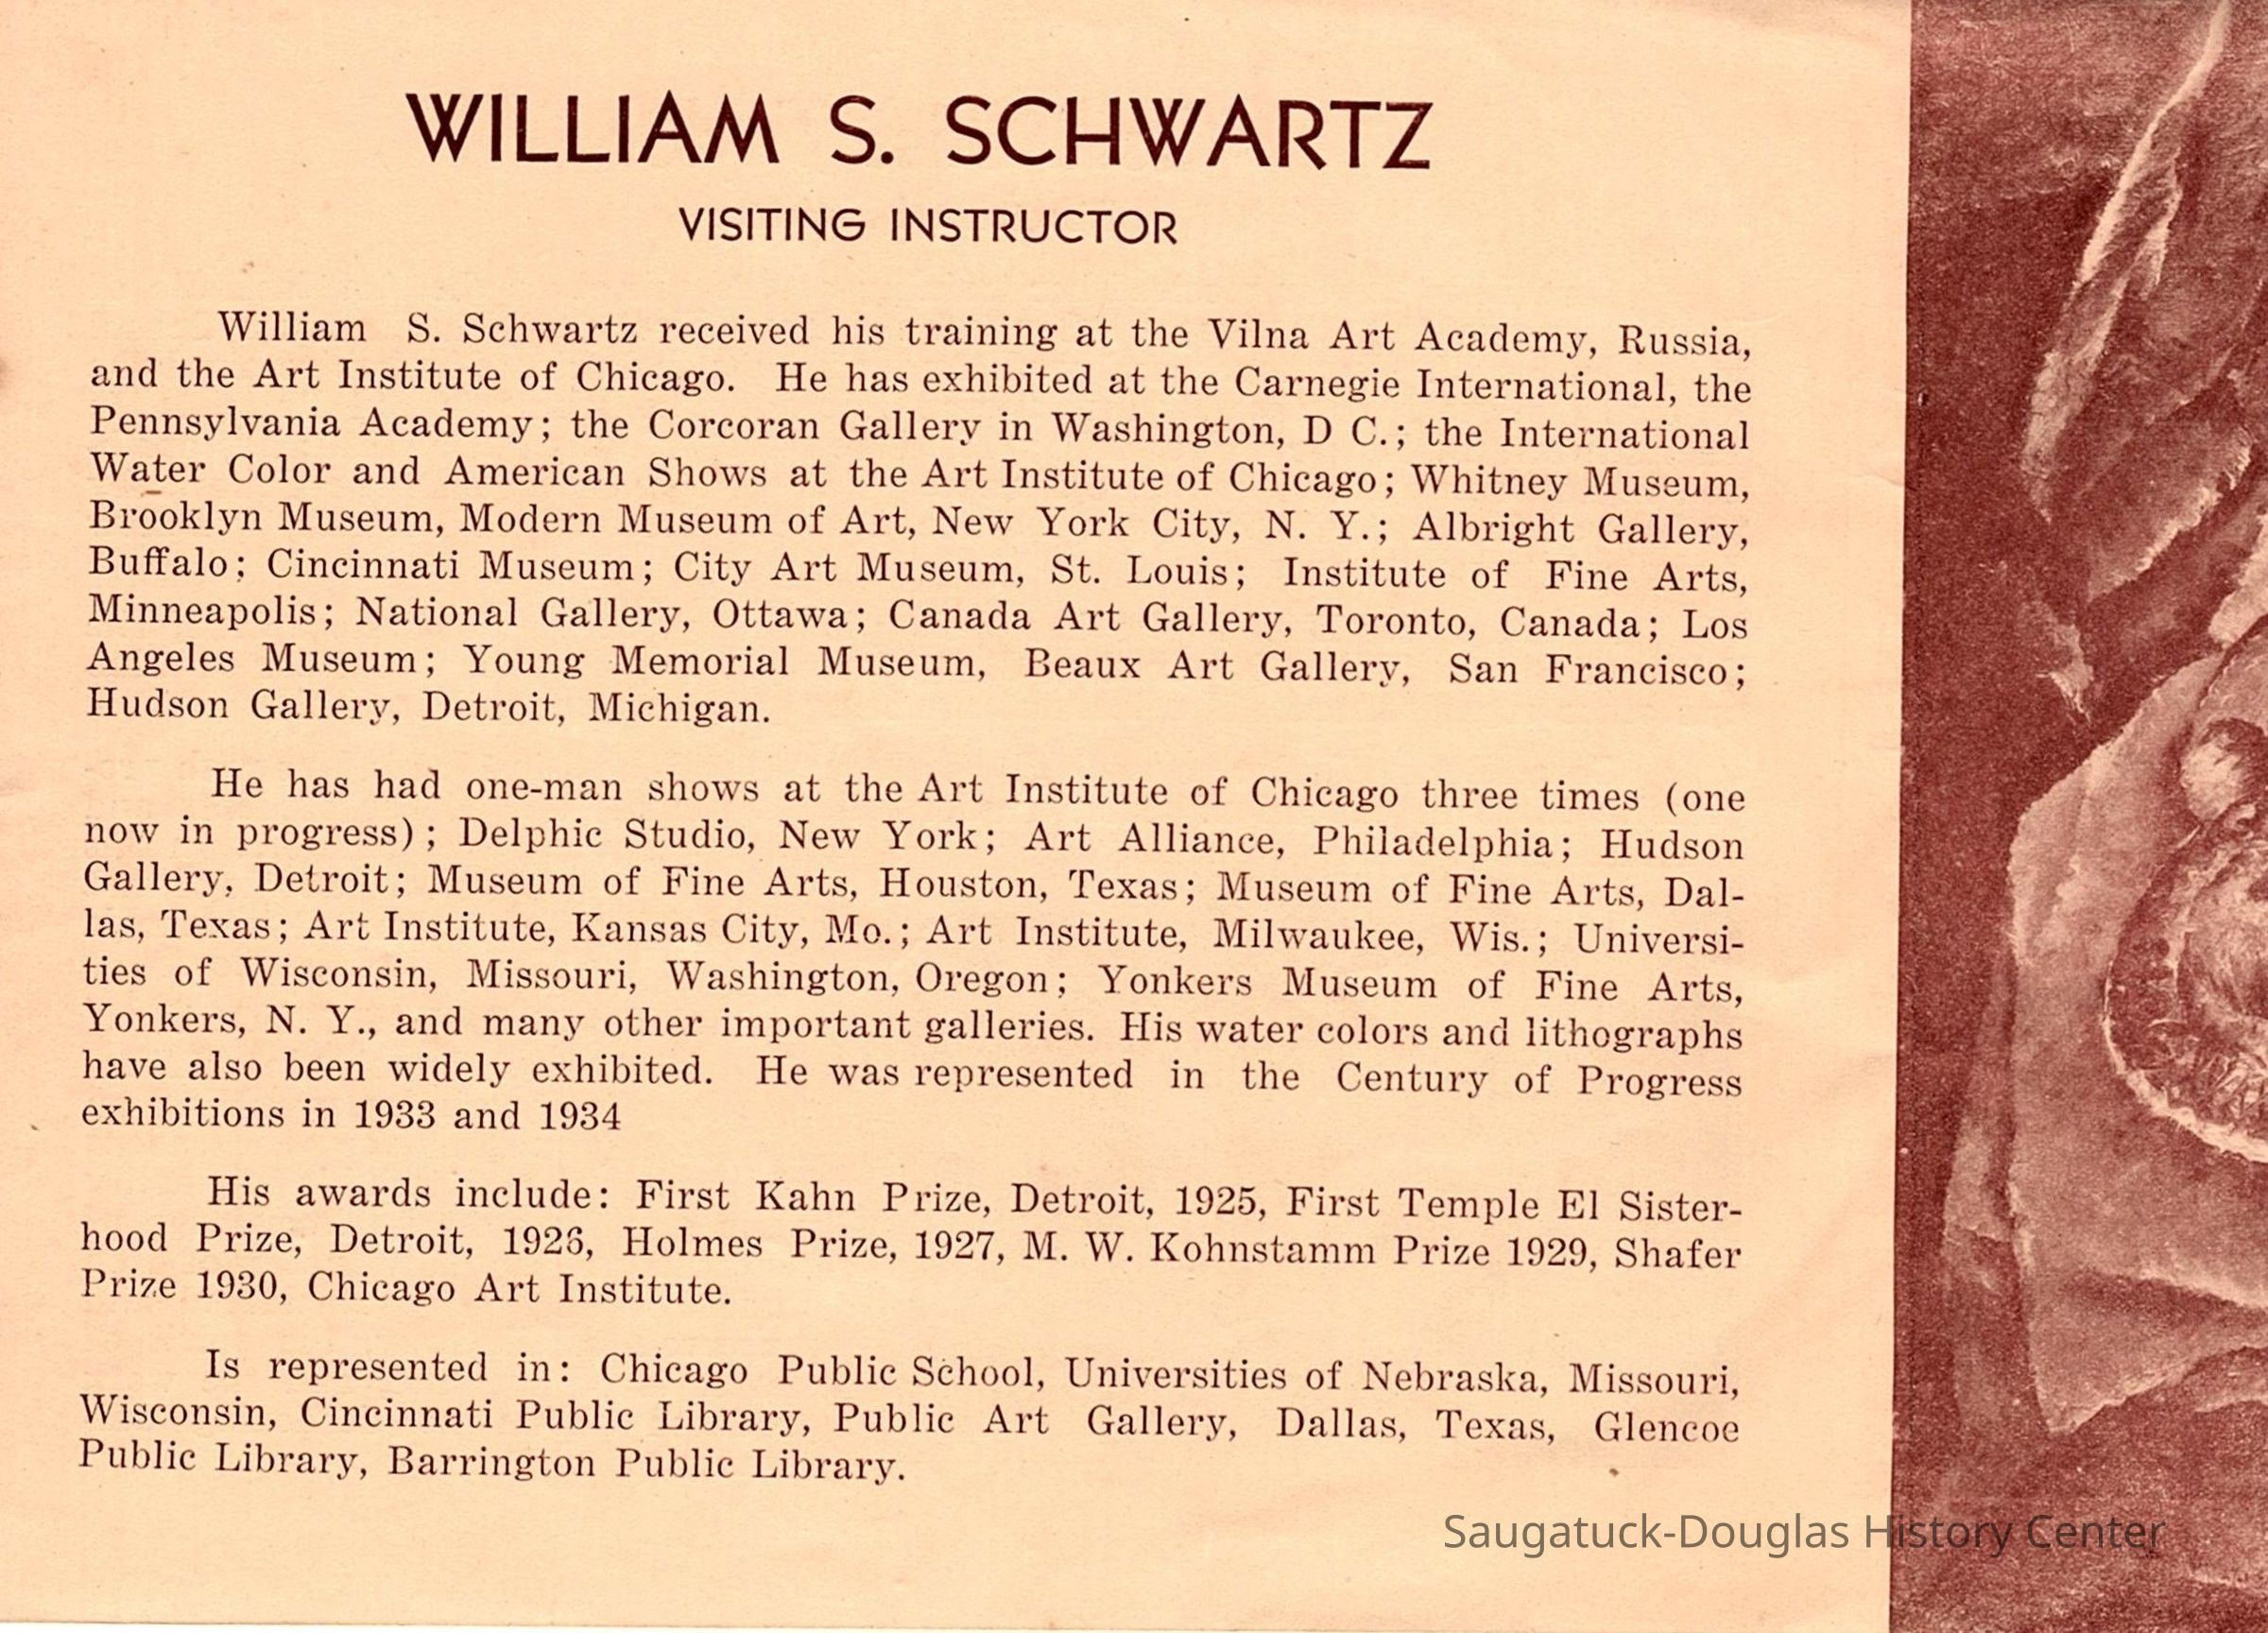 WILLIAM S. SCHWARTZ
VISITING INSTRUCTOR
William S. Schwartz received his training at the Vilna Art Academy, Russia,
and the Art Institute of Chicago. He has exhibited at the Carnegie International, the
Pennsylvania Academy; the Corcoran Gallery in Washington, D C.; the International
Water Color and American Shows at the Art Institute of Chicago; Whitney Museum,
Brooklyn Museum, Modern Museum of Art, New York City, N. Y.; Albright Gallery,
Buffalo; Cincinnati Museum; City Art Museum, St. Louis; Institute of Fine Arts,
Minneapolis; National Gallery, Ottawa; Canada Art Gallery, Toronto, Canada; Los
Angeles Museum; Young Memorial Museum, Beaux Art Gallery, San Francisco;
Hudson Gallery, Detroit, Michigan.
He has had one-man shows at the Art Institute of Chicago three times (one
now in progress); Delphic Studio, New York; Art Alliance, Philadelphia; Hudson
Gallery, Detroit; Museum of Fine Arts, Houston, Texas; Museum of Fine Arts, Dal-
las, Texas; Art Institute, Kansas City, Mo.; Art Institute, Milwaukee, Wis.; Universi-
ties of Wisconsin, Missouri, Washington, Oregon; Yonkers Museum of Fine Arts,
Yonkers, N. Y., and many other important galleries. His water colors and lithographs
have also been widely exhibited. He was represented in the Century of Progress
exhibitions in 1933 and 1934
His awards include: First Kahn Prize, Detroit, 1925, First Temple El Sister-
hood Prize, Detroit, 1926, Holmes Prize, 1927, M. W. Kohnstamm Prize 1929, Shafer
Prize 1930, Chicago Art Institute.
Is represented in: Chicago Public School, Universities of Nebraska, Missouri,
Wisconsin, Cincinnati Public Library, Public Art Gallery, Dallas, Texas, Glencoe
Public Library, Barrington Public Library.
Saugatuck-Douglas History Center